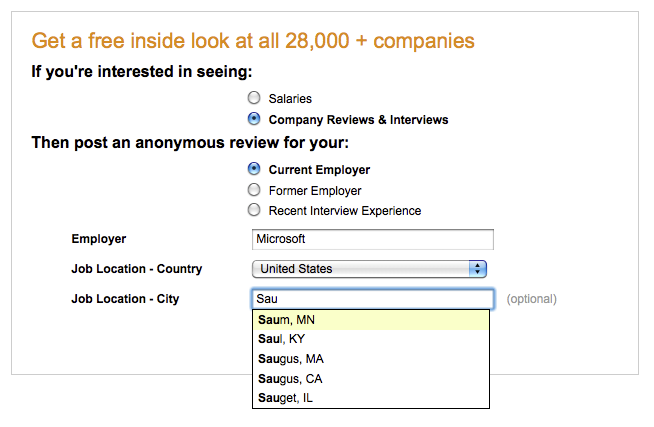 Get a free inside look at all 28,000 + companies
If you're interested in seeing:
Salaries
Company Reviews & Interviews
Then post an anonymous review for your:
Current Employer
Former Employer
Recent Interview Experience
Employer Microsoft
Job Location - Country United States
Job Location - City Sau (optional)
Saum, MN
Saul, KY
Saugus, MA
Saugus, CA
Sauget, IL